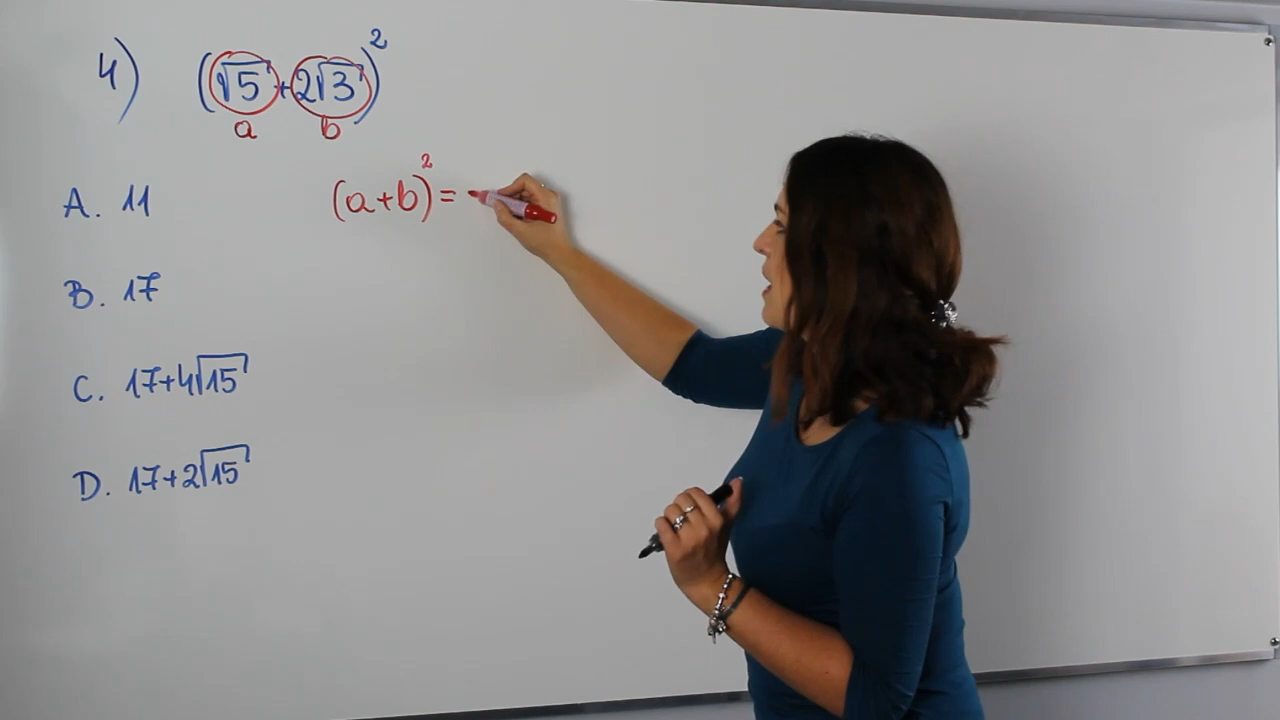 4) (√5+2√3)²
a b
(a+b)²=
A. 11
B. 17
C. 17+4√15
D. 17+2√15